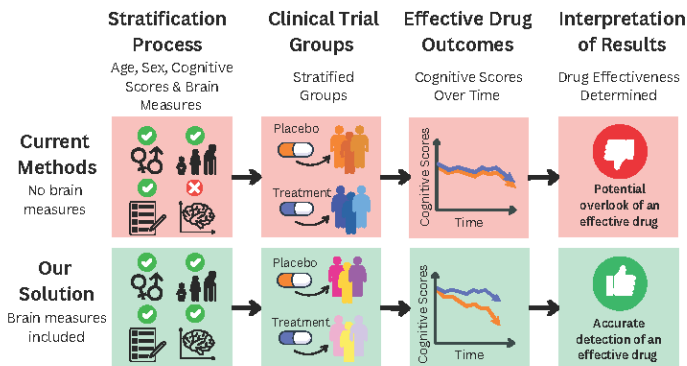 Stratification
Process
Age, Sex, Cognitive
Scores & Brain
Measures
Clinical Trial
Groups
Stratified
Groups
Effective Drug
Outcomes
Cognitive Scores
Over Time
Interpretation
of Results
Drug Effectiveness
Determined
Current
Methods
No brain
measures
Placebo
Treatment
Cognitive Scores
Time
Potential
overlook of an
effective drug
Our
Solution
Brain measures
included
Placebo
Treatment
Cognitive Scores
Time
Accurate
detection of an
effective drug